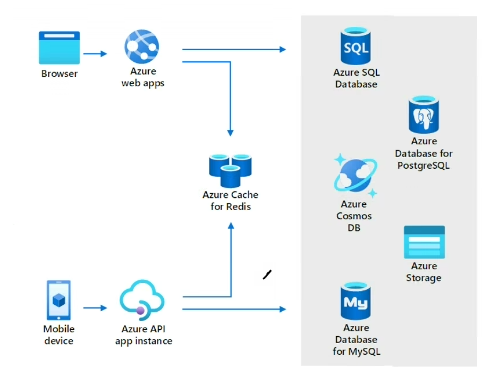 Browser
Azure
web apps
SQL
Azure SQL
Database
Azure
Database for
PostgreSQL
Azure Cache
for Redis
Azure
Cosmos
DB
Azure
Storage
Mobile
device
Azure API
app instance
My
Azure
Database
for MySQL